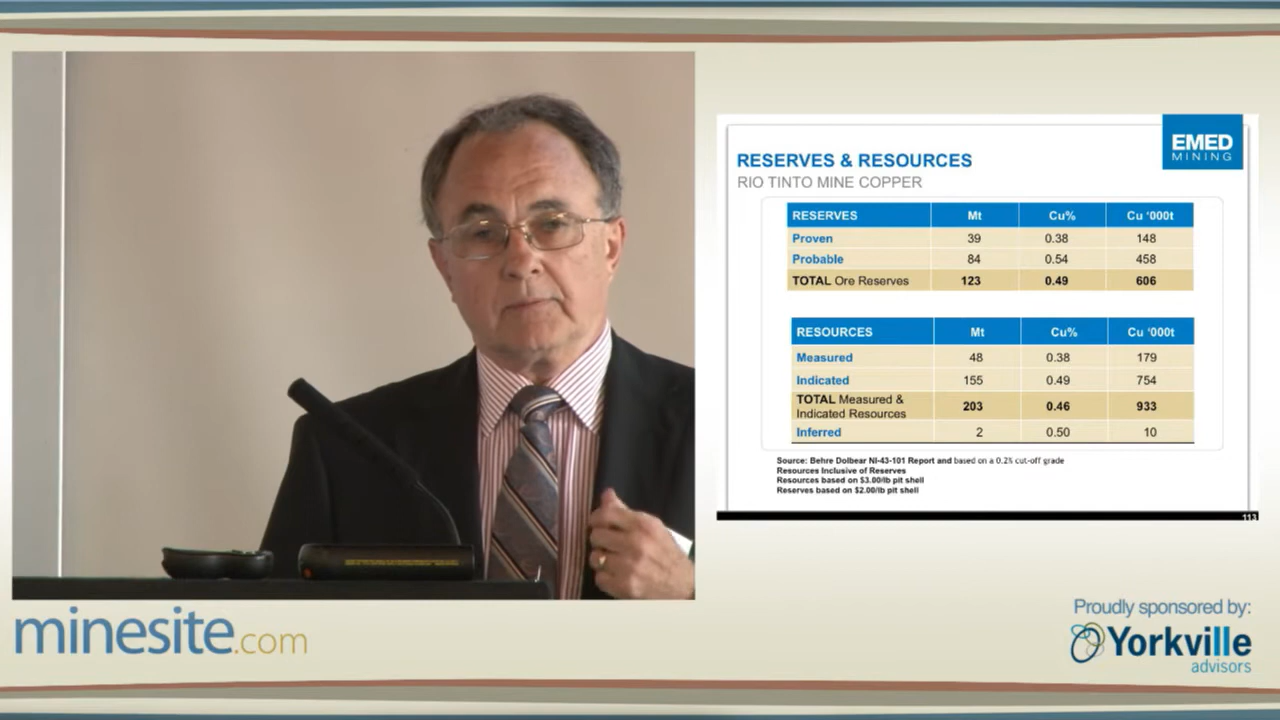 EMED
MINING
RESERVES & RESOURCES
RIO TINTO MINE COPPER
RESERVES Mt Cu% Cu ‘000t
Proven 39 0.38 148
Probable 84 0.54 458
TOTAL Ore Reserves 123 0.49 606
RESOURCES Mt Cu% Cu ‘000t
Measured 48 0.38 179
Indicated 155 0.49 754
TOTAL Measured &
Indicated Resources 203 0.46 933
Inferred 2 0.50 10
Source: Behre Dolbear NI-43-101 Report and based on a 0.2% cut-off grade
Resources Inclusive of Reserves
Resources based on $3.00/lb pit shell
Reserves based on $2.00/lb pit shell
113
minesite.com
Proudly sponsored by:
Yorkville
advisors